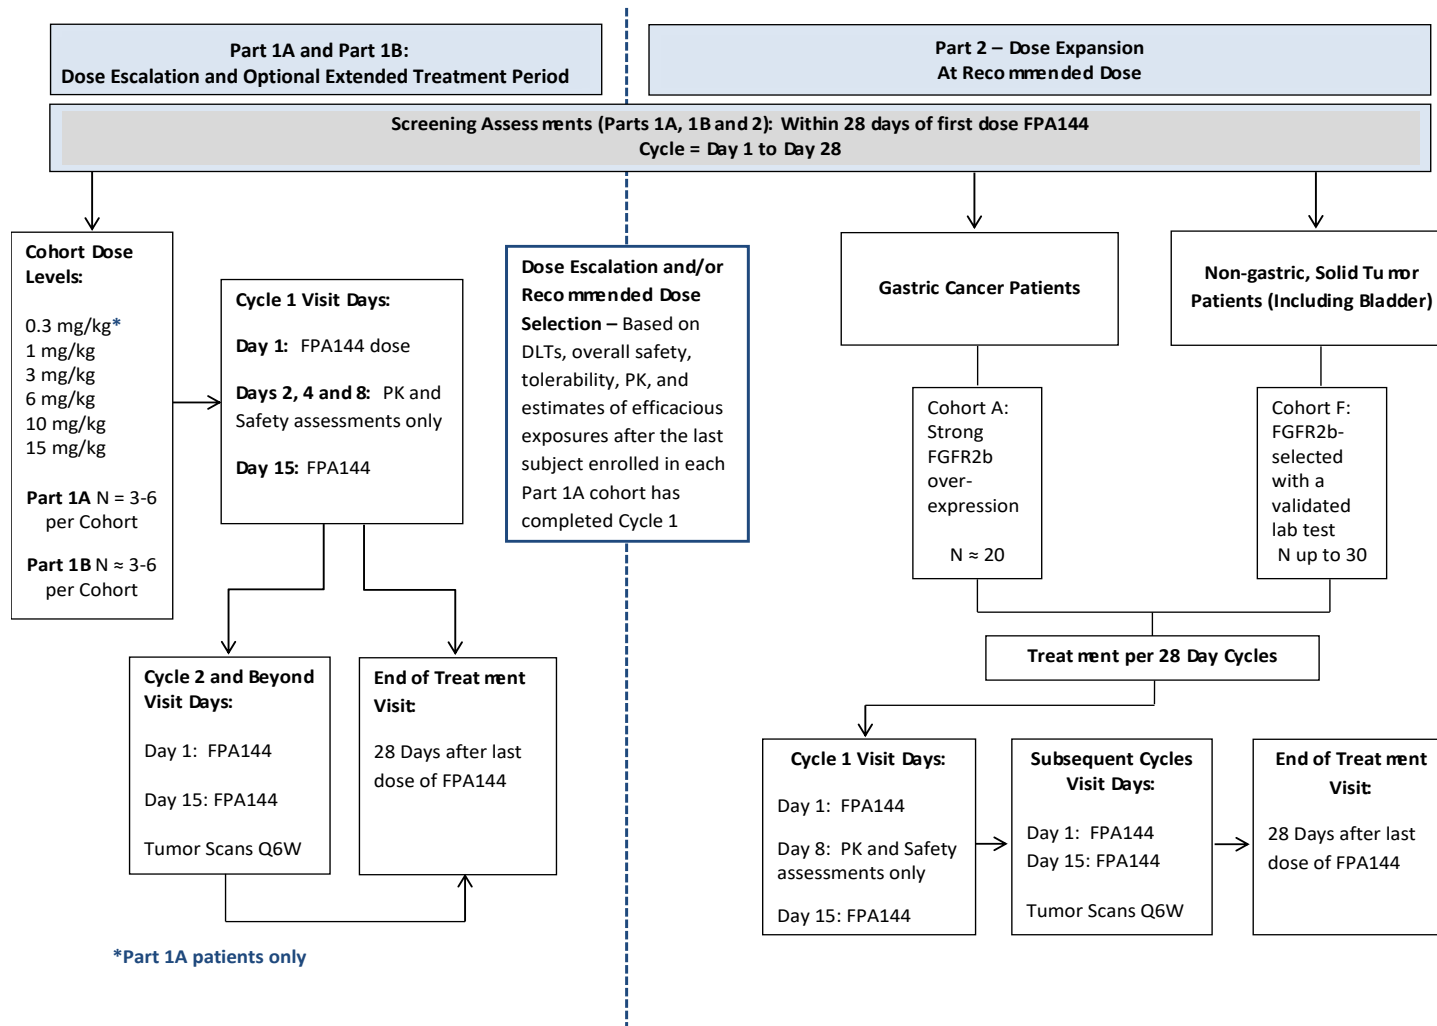 Part 1A and Part 1B:
Dose Escalation and Optional Extended Treatment Period
Part 2 – Dose Expansion
At Recommended Dose
Screening Assessments (Parts 1A, 1B and 2): Within 28 days of first dose FPA144
Cycle = Day 1 to Day 28
Cohort Dose
Levels:
0.3 mg/kg*
1 mg/kg
3 mg/kg
6 mg/kg
10 mg/kg
15 mg/kg
Part 1A N = 3-6
per Cohort
Part 1B N ≈ 3-6
per Cohort
Cycle 1 Visit Days:
Day 1: FPA144 dose
Days 2, 4 and 8: PK and
Safety assessments only
Day 15: FPA144
Dose Escalation and/or
Recommended Dose
Selection – Based on
DLTs, overall safety,
tolerability, PK, and
estimates of efficacious
exposures after the last
subject enrolled in each
Part 1A cohort has
completed Cycle 1
Cycle 2 and Beyond
Visit Days:
Day 1: FPA144
Day 15: FPA144
Tumor Scans Q6W
End of Treatment
Visit:
28 Days after last
dose of FPA144
*Part 1A patients only
Gastric Cancer Patients
Non-gastric, Solid Tumor
Patients (Including Bladder)
Cohort A:
Strong
FGFR2b
over-
expression
N ≈ 20
Cohort F:
FGFR2b-
selected
with a
validated
lab test
N up to 30
Treatment per 28 Day Cycles
Cycle 1 Visit Days:
Day 1: FPA144
Day 8: PK and Safety
assessments only
Day 15: FPA144
Subsequent Cycles
Visit Days:
Day 1: FPA144
Day 15: FPA144
Tumor Scans Q6W
End of Treatment
Visit:
28 Days after last
dose of FPA144